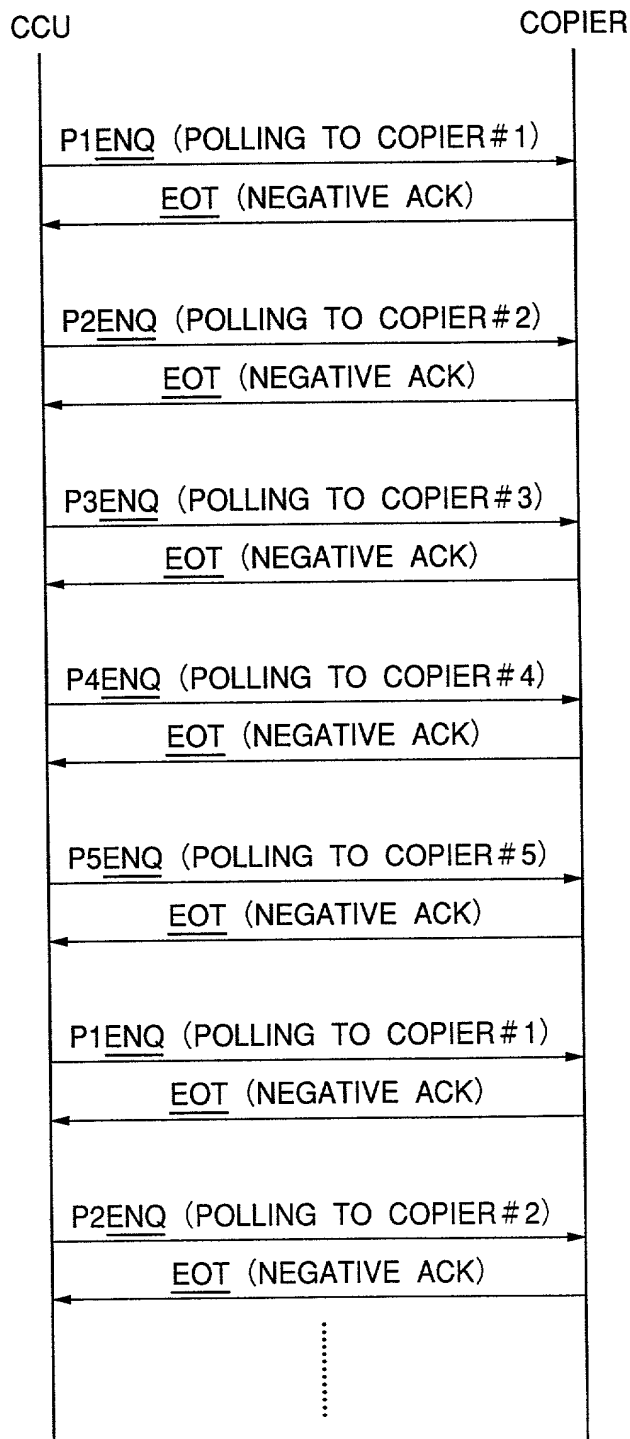 CCU COPIER
P1ENQ (POLLING TO COPIER#1)
EOT (NEGATIVE ACK)
P2ENQ (POLLING TO COPIER#2)
EOT (NEGATIVE ACK)
P3ENQ (POLLING TO COPIER#3)
EOT (NEGATIVE ACK)
P4ENQ (POLLING TO COPIER#4)
EOT (NEGATIVE ACK)
P5ENQ (POLLING TO COPIER#5)
EOT (NEGATIVE ACK)
P1ENQ (POLLING TO COPIER#1)
EOT (NEGATIVE ACK)
P2ENQ (POLLING TO COPIER#2)
EOT (NEGATIVE ACK)